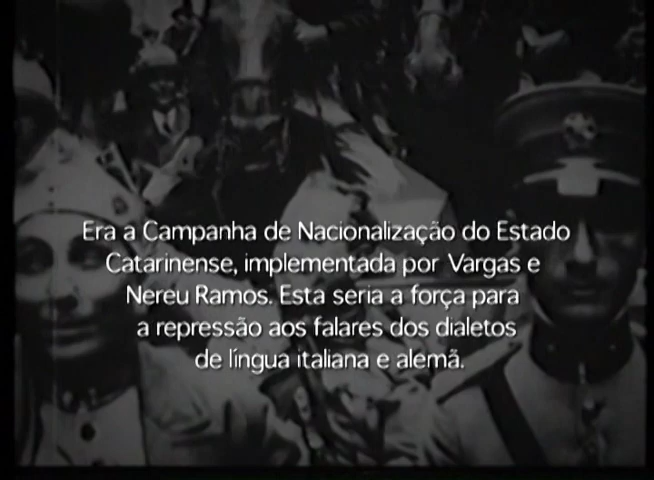 Era a Campanha de Nacionalização do Estado
Catarinense, implementada por Vargas e
Nereu Ramos. Esta seria a força para
a repressão aos falares dos dialetos
de língua italiana e alemã.